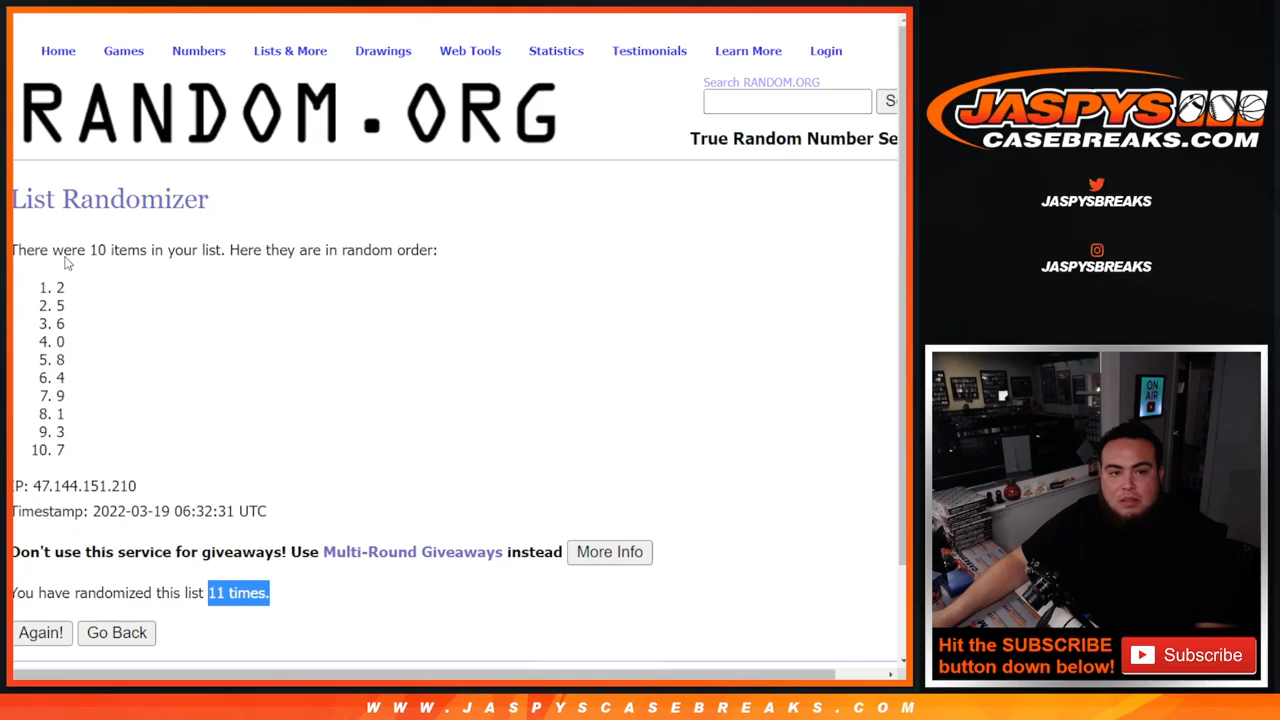 Home Games Numbers Lists & More Drawings Web Tools Statistics Testimonials Learn More Login
RANDOM.ORG
Search RANDOM.ORG
True Random Number Se
List Randomizer
There were 10 items in your list. Here they are in random order:
1. 2
2. 5
3. 6
4. 0
5. 8
6. 4
7. 9
8. 1
9. 3
10. 7
IP: 47.144.151.210
Timestamp: 2022-03-19 06:32:31 UTC
Don't use this service for giveaways! Use Multi-Round Giveaways instead More Info
You have randomized this list 11 times.
Again! Go Back
JASPYS
CASEBREAKS.COM
JASPYSBREAKS
JASPYSBREAKS
ON
AIR
Hit the SUBSCRIBE
button down below!
Subscribe
WWW.JASPYSCASEBREAKS.COM